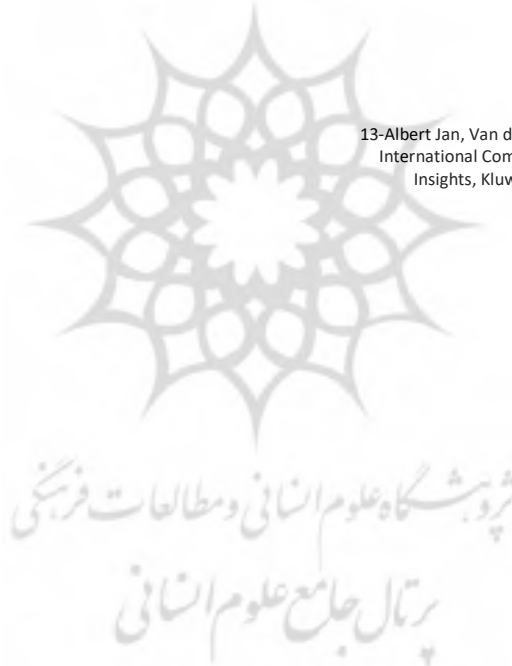 13-Albert Jan, Van d
International Com
Insights, Kluw
پژوهشگاه علوم انسانی و مطالعات فرهنگی
پرتال جامع علوم انسانی